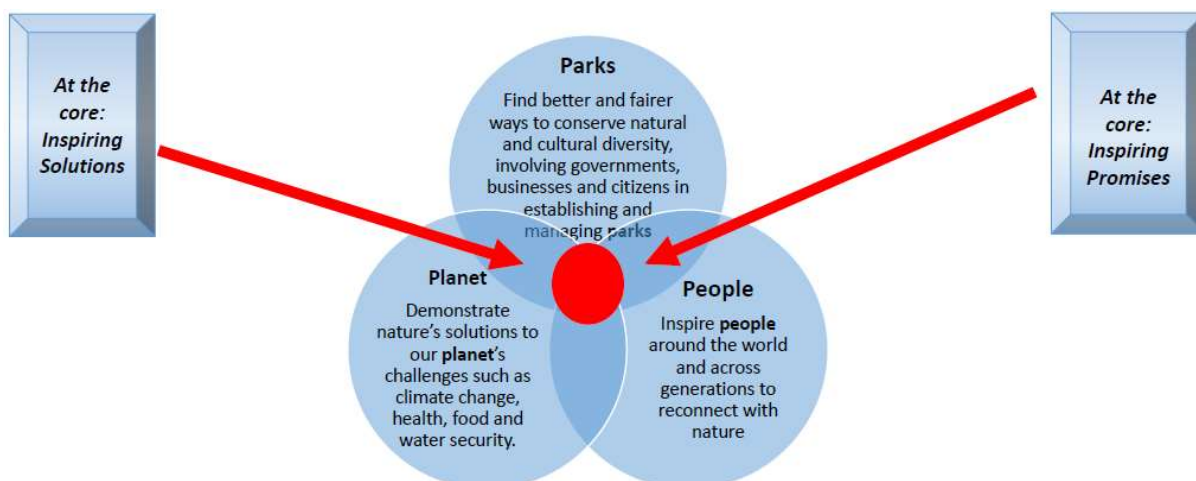 At the
core:
Inspiring
Solutions
Parks
Find better and fairer
ways to conserve natural
and cultural diversity,
involving governments,
businesses and citizens in
establishing and
managing parks
At the
core:
Inspiring
Promises
Planet
Demonstrate
nature's solutions to
our planet's
challenges such as
climate change,
health, food and
water security.
People
Inspire people
around the world
and across
generations to
reconnect with
nature